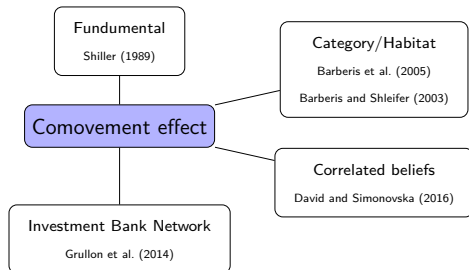 Fundumental
Shiller (1989)
Category/Habitat
Barberis et al. (2005)
Barberis and Shleifer (2003)
Comovement effect
Correlated beliefs
David and Simonovska (2016)
Investment Bank Network
Grullon et al. (2014)